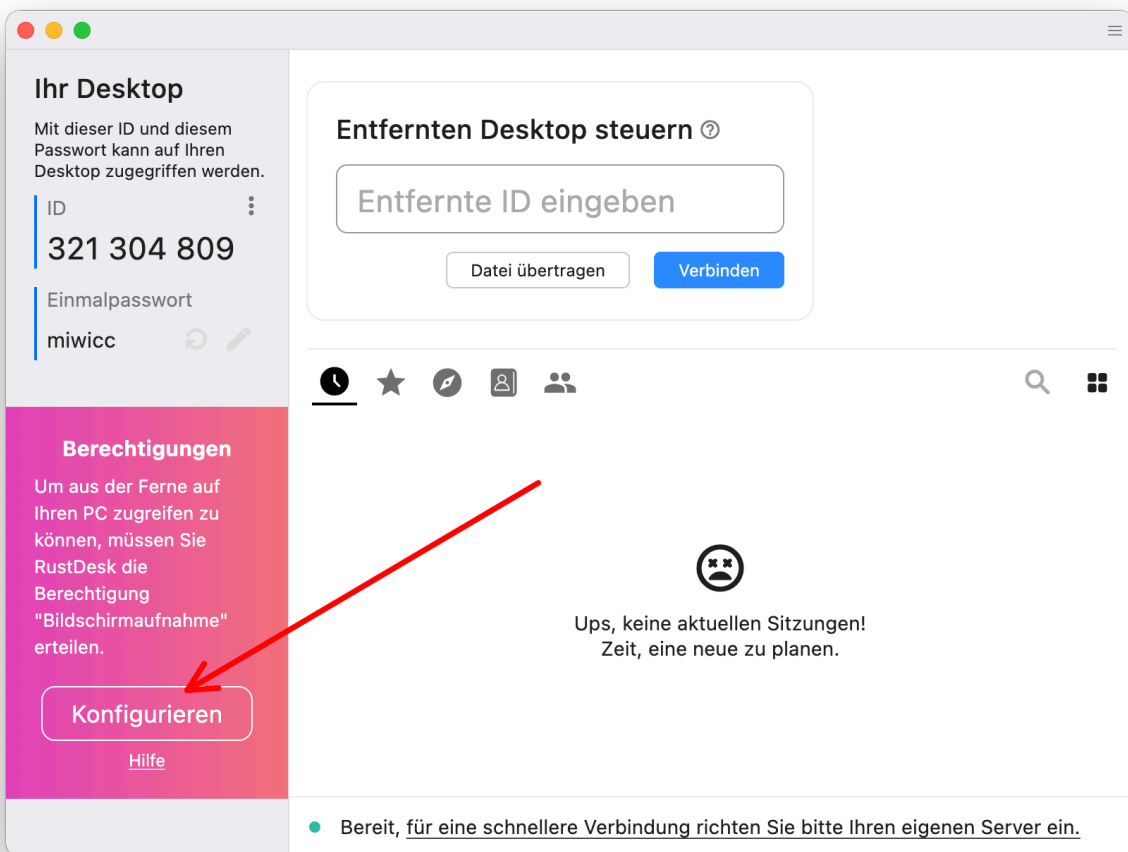 Ihr Desktop
Mit dieser ID und diesem
Passwort kann auf Ihren
Desktop zugegriffen werden.
ID
321 304 809
Einmalpasswort
miwicc
Berechtigungen
Um aus der Ferne auf
Ihren PC zugreifen zu
können, müssen Sie
RustDesk die
Berechtigung
"Bildschirmaufnahme"
erteilen.
Konfigurieren
Hilfe
Entfernten Desktop steuern
Entfernte ID eingeben
Datei übertragen
Verbinden
Ups, keine aktuellen Sitzungen!
Zeit, eine neue zu planen.
Bereit, für eine schnellere Verbindung richten Sie bitte Ihren eigenen Server ein.